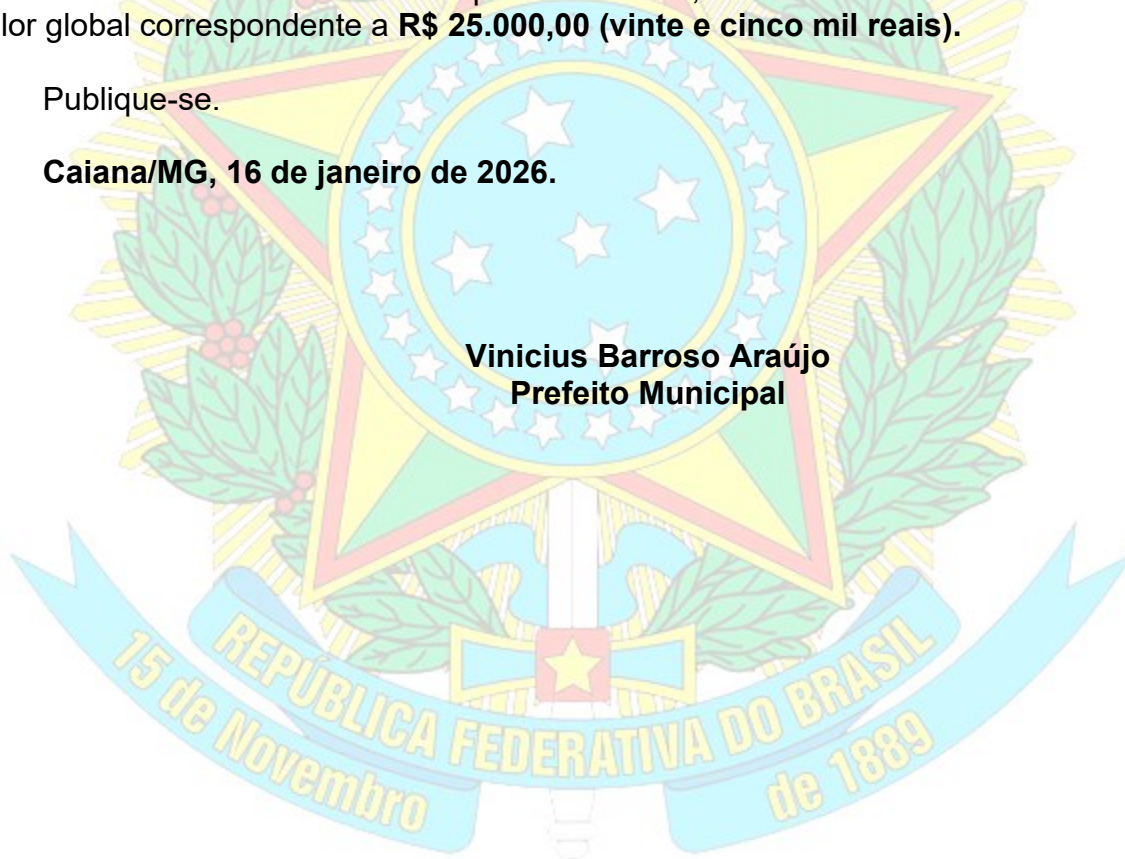 lor global correspondente a R$ 25.000,00 (vinte e cinco mil reais).
Publique-se.
Caiana/MG, 16 de janeiro de 2026.
Vinicius Barroso Araújo
Prefeito Municipal
REPÚBLICA FEDERATIVA DO BRASIL
15 de Novembro
de 1889